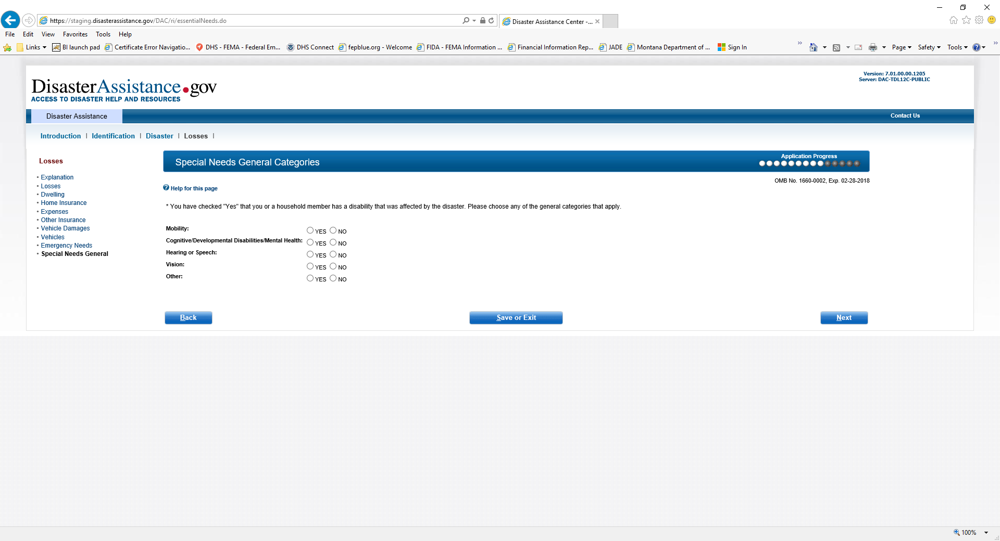 https://staging.disasterassistance.gov/DAC/ri/essentialNeeds.do
Disaster Assistance Center -...
File Edit View Favorites Tools Help
Links BI launch pad Certificate Error Navigatio... DHS - FEMA - Federal Em... DHS Connect fepblue.org - Welcome FIDA - FEMA Information ... Financial Information Rep... JADE Montana Department of ... Sign In » Page Safety Tools »
Version: 7.01.00.00.1205
Server: DAC-TDL12C-PUBLIC
DisasterAssistance.gov
ACCESS TO DISASTER HELP AND RESOURCES
Disaster Assistance Contact Us
Introduction | Identification | Disaster | Losses |
Losses
• Explanation
• Losses
• Dwelling
• Home Insurance
• Expenses
• Other Insurance
• Vehicle Damages
• Vehicles
• Emergency Needs
• Special Needs General
Special Needs General Categories
Application Progress
OMB No. 1660-0002, Exp. 02-28-2018
? Help for this page
* You have checked "Yes" that you or a household member has a disability that was affected by the disaster. Please choose any of the general categories that apply.
Mobility: YES NO
Cognitive/Developmental Disabilities/Mental Health: YES NO
Hearing or Speech: YES NO
Vision: YES NO
Other: YES NO
Back Save or Exit Next
100%